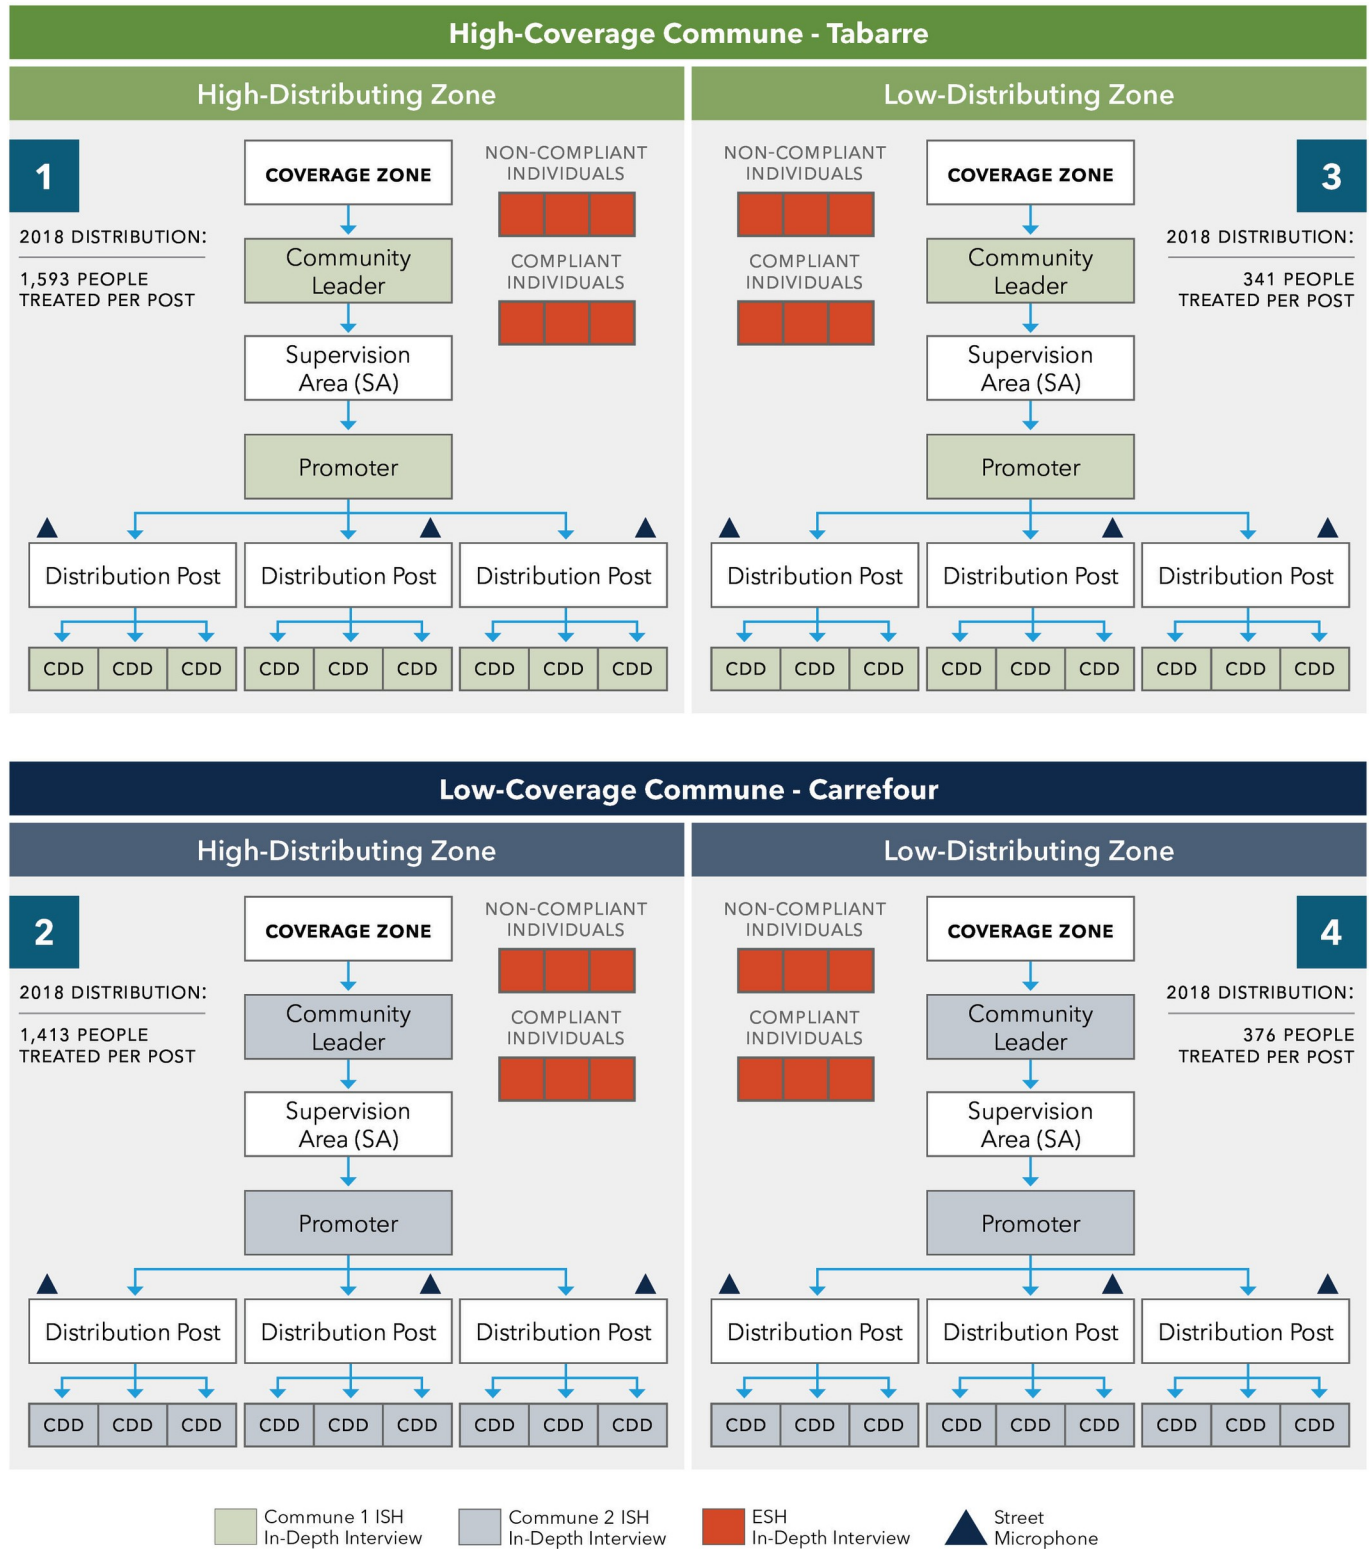 High-Coverage Commune - Tabarre
High-Distributing Zone
1
2018 DISTRIBUTION:
1,593 PEOPLE
TREATED PER POST
COVERAGE ZONE
Community
Leader
Supervision
Area (SA)
Promoter
NON-COMPLIANT
INDIVIDUALS
COMPLIANT
INDIVIDUALS
Distribution Post
Distribution Post
Distribution Post
CDD CDD CDD
CDD CDD CDD
CDD CDD CDD
Low-Distributing Zone
NON-COMPLIANT
INDIVIDUALS
COMPLIANT
INDIVIDUALS
COVERAGE ZONE
Community
Leader
Supervision
Area (SA)
Promoter
3
2018 DISTRIBUTION:
341 PEOPLE
TREATED PER POST
Distribution Post
Distribution Post
Distribution Post
CDD CDD CDD
CDD CDD CDD
CDD CDD CDD
Low-Coverage Commune - Carrefour
High-Distributing Zone
2
2018 DISTRIBUTION:
1,413 PEOPLE
TREATED PER POST
COVERAGE ZONE
Community
Leader
Supervision
Area (SA)
Promoter
NON-COMPLIANT
INDIVIDUALS
COMPLIANT
INDIVIDUALS
Distribution Post
Distribution Post
Distribution Post
CDD CDD CDD
CDD CDD CDD
CDD CDD CDD
Low-Distributing Zone
NON-COMPLIANT
INDIVIDUALS
COMPLIANT
INDIVIDUALS
COVERAGE ZONE
Community
Leader
Supervision
Area (SA)
Promoter
4
2018 DISTRIBUTION:
376 PEOPLE
TREATED PER POST
Distribution Post
Distribution Post
Distribution Post
CDD CDD CDD
CDD CDD CDD
CDD CDD CDD
Commune 1 ISH
In-Depth Interview
Commune 2 ISH
In-Depth Interview
ESH
In-Depth Interview
Street
Microphone